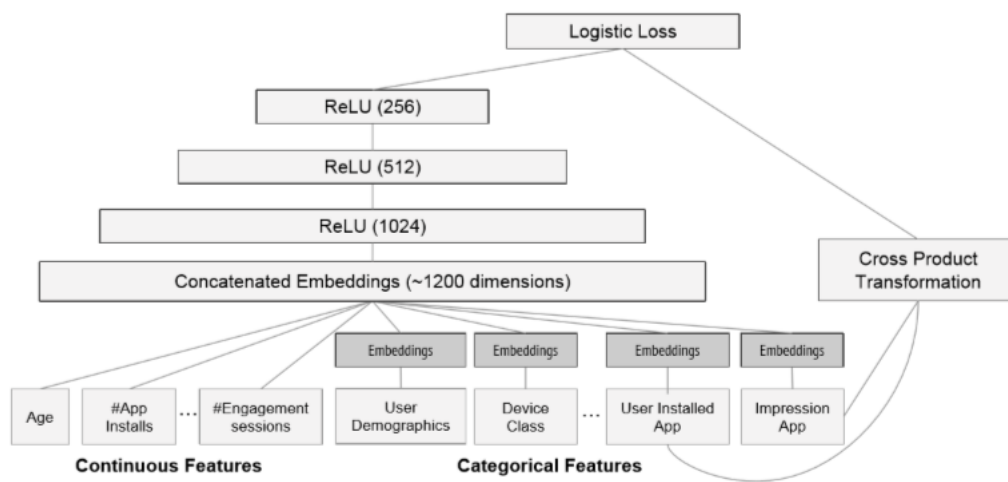 Logistic Loss
ReLU (256)
ReLU (512)
ReLU (1024)
Concatenated Embeddings (~1200 dimensions)
Cross Product
Transformation
Embeddings
Embeddings
Embeddings
Embeddings
Age
#App
Installs
...
#Engagement
sessions
User
Demographics
Device
Class
...
User Installed
App
Impression
App
Continuous Features
Categorical Features